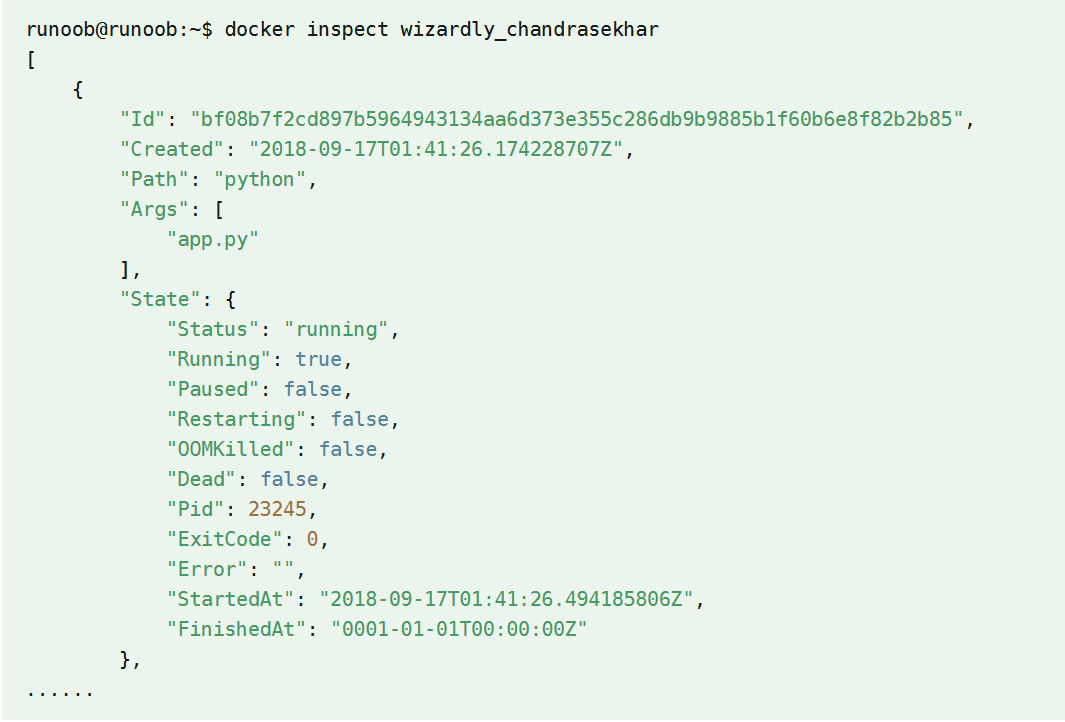 runoob@runoob:~$ docker inspect wizardly_chandrasekhar
[
    {
        "Id": "bf08b7f2cd897b5964943134aa6d373e355c286db9b9885b1f60b6e8f82b2b85",
        "Created": "2018-09-17T01:41:26.174228707Z",
        "Path": "python",
        "Args": [
            "app.py"
        ],
        "State": {
            "Status": "running",
            "Running": true,
            "Paused": false,
            "Restarting": false,
            "OOMKilled": false,
            "Dead": false,
            "Pid": 23245,
            "ExitCode": 0,
            "Error": "",
            "StartedAt": "2018-09-17T01:41:26.494185806Z",
            "FinishedAt": "0001-01-01T00:00:00Z"
        },
......